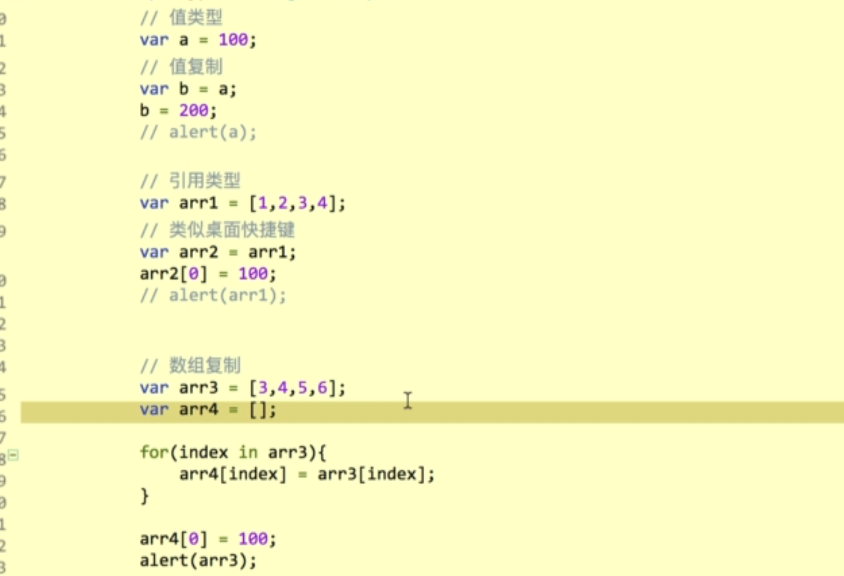 // 值类型
var a = 100;
// 值复制
var b = a;
b = 200;
// alert(a);
// 引用类型
var arr1 = [1,2,3,4];
// 类似桌面快捷键
var arr2 = arr1;
arr2[0] = 100;
// alert(arr1);
// 数组复制
var arr3 = [3,4,5,6];
var arr4 = [];
for(index in arr3){
arr4[index] = arr3[index];
}
arr4[0] = 100;
alert(arr3);